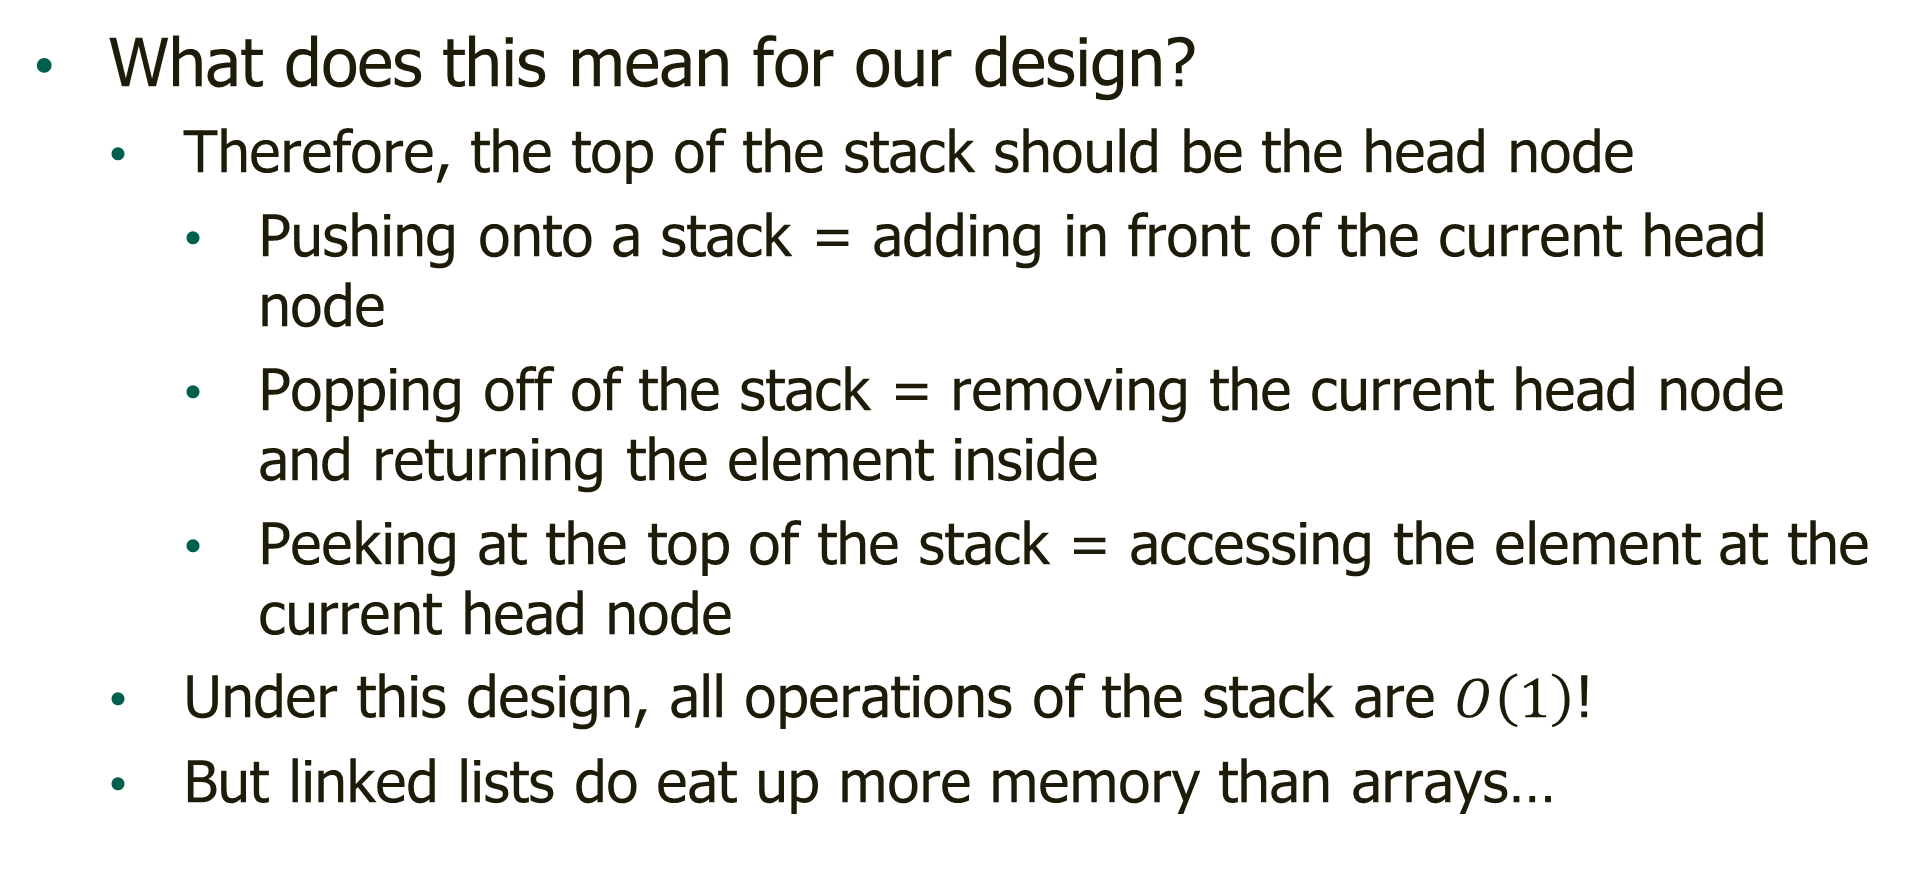 • What does this mean for our design?
• Therefore, the top of the stack should be the head node
• Pushing onto a stack = adding in front of the current head
node
• Popping off of the stack = removing the current head node
and returning the element inside
• Peeking at the top of the stack = accessing the element at the
current head node
• Under this design, all operations of the stack are O(1)!
• But linked lists do eat up more memory than arrays…